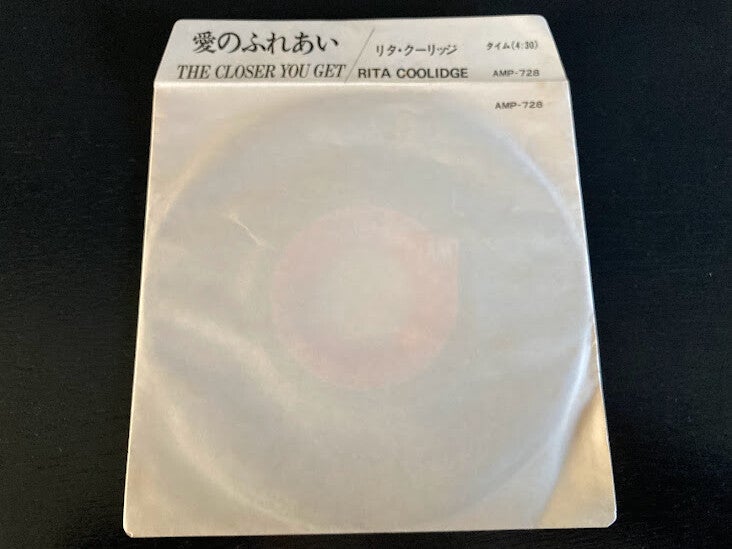 愛のふれあい / リタ・クーリッジ タイム(4:30)
THE CLOSER YOU GET / RITA COOLIDGE AMP-728
AMP-728
AM